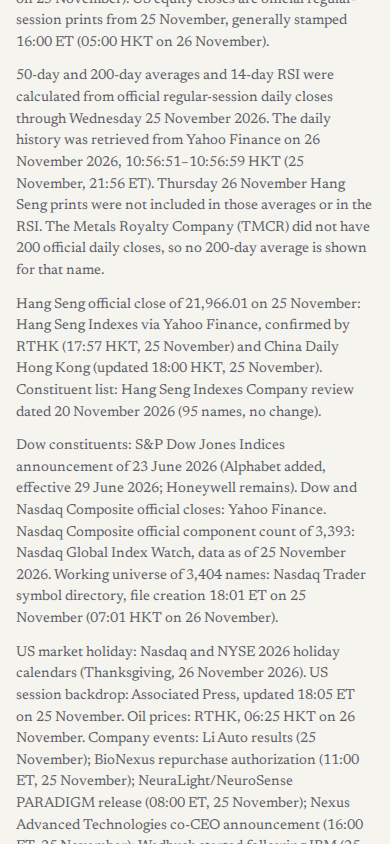 on 25 November). US equity closes are official regular-
session prints from 25 November, generally stamped
16:00 ET (05:00 HKT on 26 November).
50-day and 200-day averages and 14-day RSI were
calculated from official regular-session daily closes
through Wednesday 25 November 2026. The daily
history was retrieved from Yahoo Finance on 26
November 2026, 10:56:51–10:56:59 HKT (25
November, 21:56 ET). Thursday 26 November Hang
Seng prints were not included in those averages or in the
RSI. The Metals Royalty Company (TMCR) did not have
200 official daily closes, so no 200-day average is shown
for that name.
Hang Seng official close of 21,966.01 on 25 November:
Hang Seng Indexes via Yahoo Finance, confirmed by
RTHK (17:57 HKT, 25 November) and China Daily
Hong Kong (updated 18:00 HKT, 25 November).
Constituent list: Hang Seng Indexes Company review
dated 20 November 2026 (95 names, no change).
Dow constituents: S&P Dow Jones Indices
announcement of 23 June 2026 (Alphabet added,
effective 29 June 2026; Honeywell remains). Dow and
Nasdaq Composite official closes: Yahoo Finance.
Nasdaq Composite official component count of 3,393:
Nasdaq Global Index Watch, data as of 25 November
2026. Working universe of 3,404 names: Nasdaq Trader
symbol directory, file creation 18:01 ET on 25
November (07:01 HKT on 26 November).
US market holiday: Nasdaq and NYSE 2026 holiday
calendars (Thanksgiving, 26 November 2026). US
session backdrop: Associated Press, updated 18:05 ET
on 25 November. Oil prices: RTHK, 06:25 HKT on 26
November. Company events: Li Auto results (25
November); BioNexus repurchase authorization (11:00
ET, 25 November); NeuraLight/NeuroSense
PARADIGM release (08:00 ET, 25 November); Nexus
Advanced Technologies co-CEO announcement (16:00